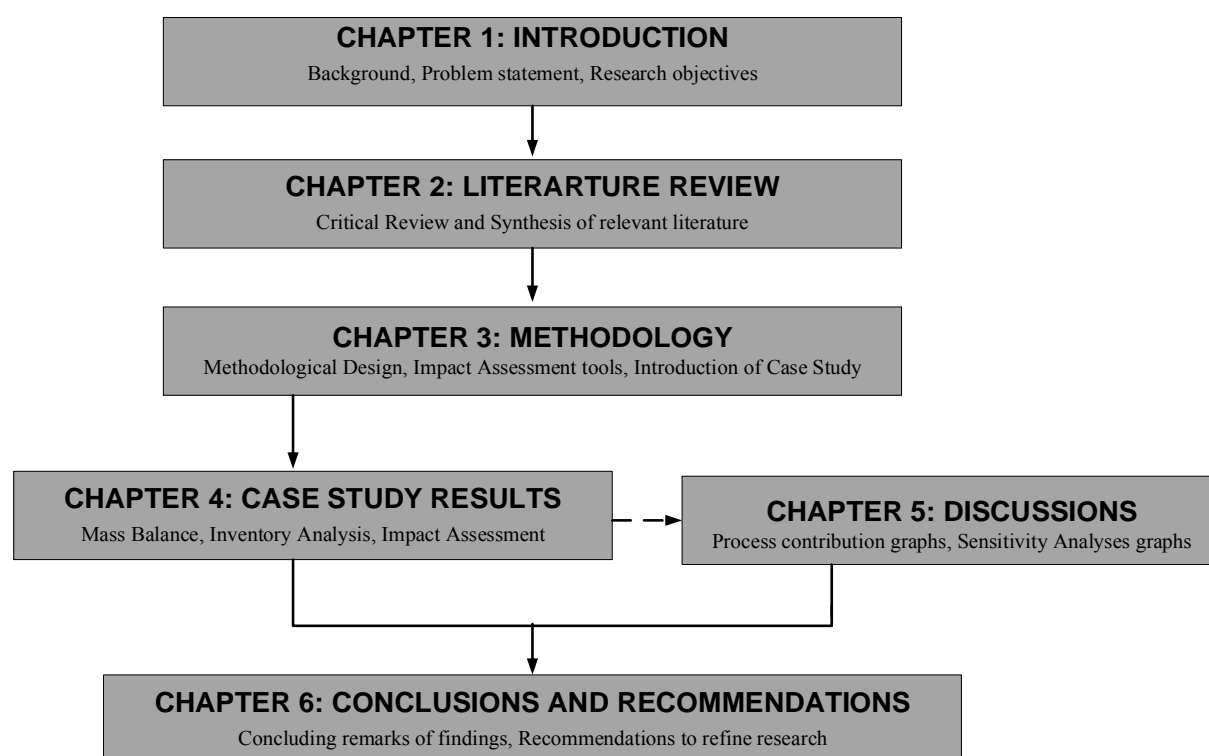 CHAPTER 1: INTRODUCTION
Background, Problem statement, Research objectives
CHAPTER 2: LITERARTURE REVIEW
Critical Review and Synthesis of relevant literature
CHAPTER 3: METHODOLOGY
Methodological Design, Impact Assessment tools, Introduction of Case Study
CHAPTER 4: CASE STUDY RESULTS
Mass Balance, Inventory Analysis, Impact Assessment
CHAPTER 5: DISCUSSIONS
Process contribution graphs, Sensitivity Analyses graphs
CHAPTER 6: CONCLUSIONS AND RECOMMENDATIONS
Concluding remarks of findings, Recommendations to refine research